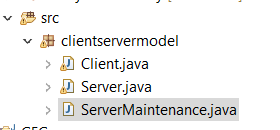 src
clientservermodel
Client.java
Server.java
ServerMaintenance.java